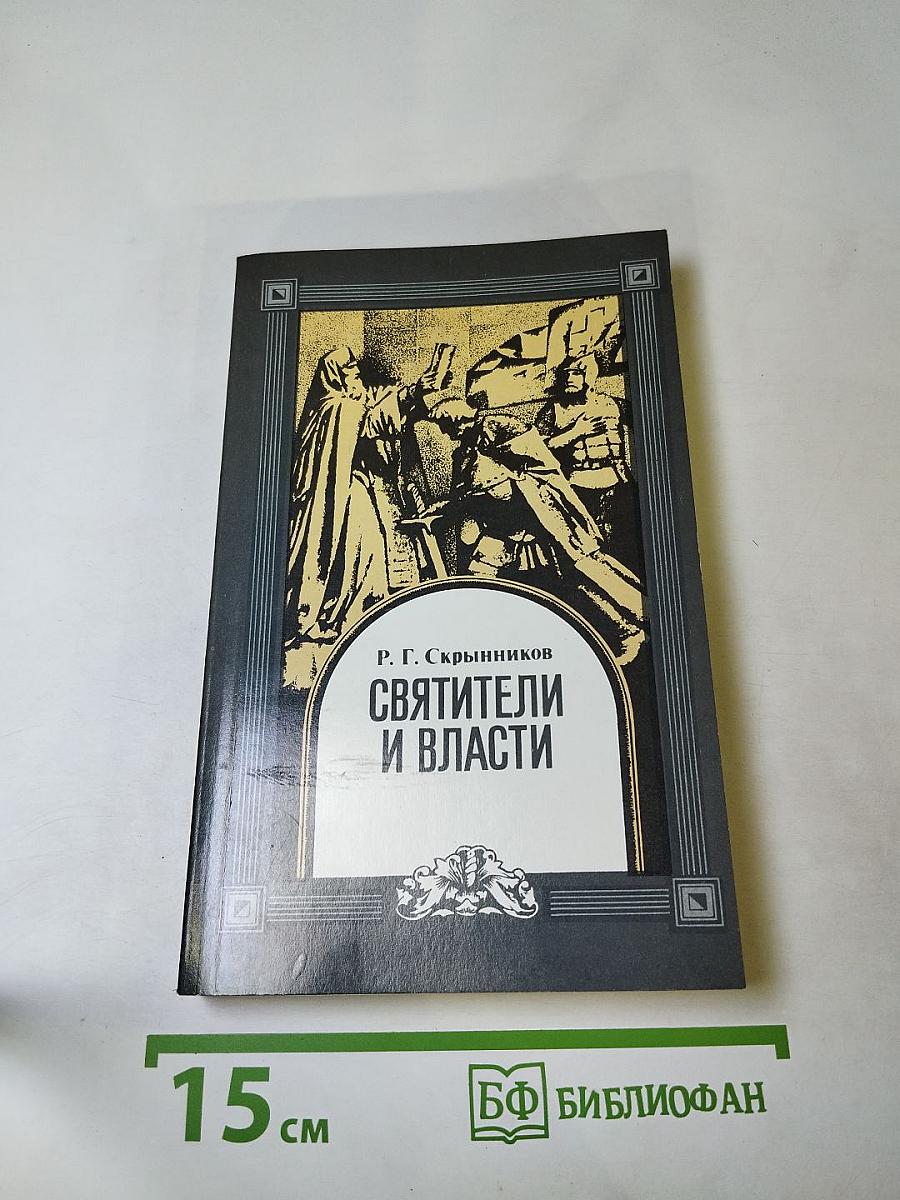 Р. Г. Скрынников
СВЯТИТЕЛИ
И ВЛАСТИ
15 см
БФ БИБЛИОФАН